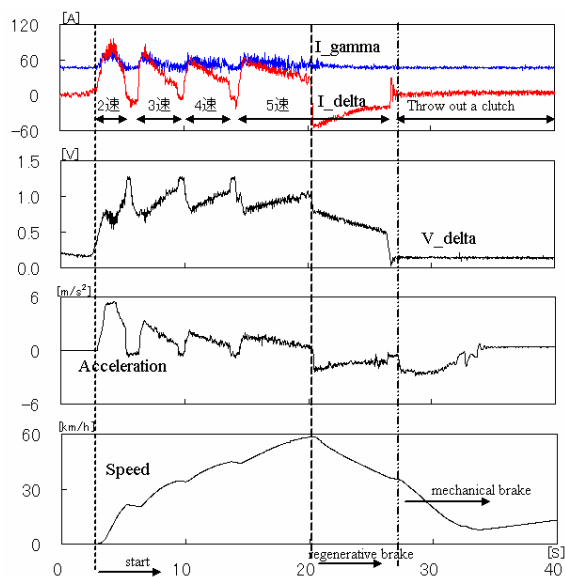 [A]
120
I_gamma
60
0
2速 3速 4速 5速 I_delta Throw out a clutch
−60
[V]
1.5
1.0
0.5
V_delta
0.0
[m/s²]
6
0
Acceleration
−6
[km/h]
60
Speed
30
mechanical brake
0
start regenerative brake [S]
0 10 20 30 40